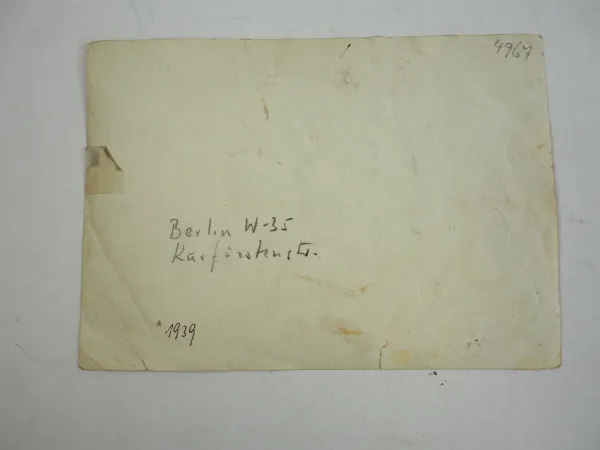 4967
Berlin W-35
Kurfürstenstr.
1939